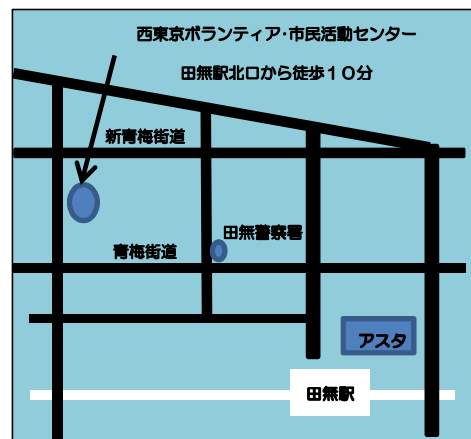 西東京ボランティア・市民活動センター
田無駅北口から徒歩１０分
新青梅街道
田無警察署
青梅街道
アスタ
田無駅